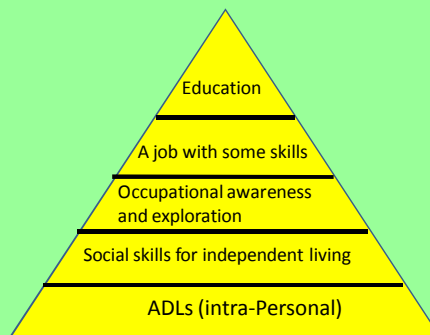 Education
A job with some skills
Occupational awareness
and exploration
Social skills for independent living
ADLs (intra-Personal)